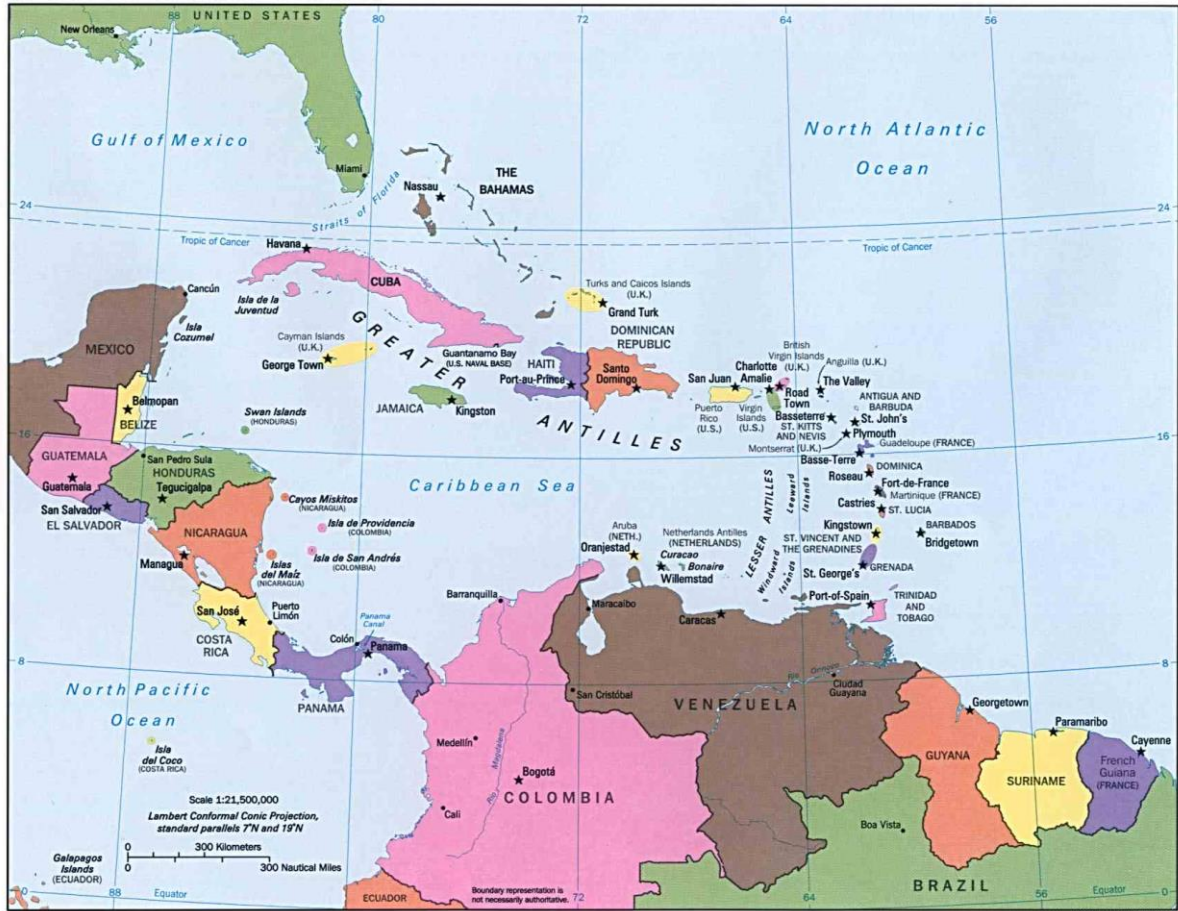 88
80
72
64
56
UNITED STATES
New Orleans
Gulf of Mexico
North Atlantic
Ocean
Miami
THE
BAHAMAS
Nassau
Straits of Florida
24
24
Tropic of Cancer
Tropic of Cancer
Havana
CUBA
Cancún
Isla de la
Juventud
Isla
Cozumel
Turks and Caicos Islands
(U.K.)
Grand Turk
MEXICO
Cayman Islands
(U.K.)
George Town
GREATER
ANTILLES
Guantanamo Bay
(U.S. NAVAL BASE)
HAITI
Port-au-Prince
DOMINICAN
REPUBLIC
Santo
Domingo
JAMAICA
Kingston
San Juan
Puerto
Rico
(U.S.)
Charlotte
Amalie
Virgin
Islands
(U.S.)
British
Virgin Islands
(U.K.)
Road
Town
Anguilla (U.K.)
The Valley
Basseterre
ST. KITTS
AND NEVIS
ANTIGUA AND
BARBUDA
St. John's
Plymouth
Montserrat (U.K.)
Guadeloupe (FRANCE)
Basse-Terre
Belmopan
BELIZE
Swan Islands
(HONDURAS)
16
16
GUATEMALA
Guatemala
San Pedro Sula
HONDURAS
Tegucigalpa
San Salvador
EL SALVADOR
Caribbean Sea
DOMINICA
Roseau
Fort-de-France
Martinique (FRANCE)
Castries
ST. LUCIA
LESSER ANTILLES
Leeward
Islands
Windward
Islands
NICARAGUA
Managua
Cayos Miskitos
(NICARAGUA)
Isla de Providencia
(COLOMBIA)
Isla de San Andrés
(COLOMBIA)
Islas
del Maíz
(NICARAGUA)
Aruba
(NETH.)
Oranjestad
Netherlands Antilles
(NETHERLANDS)
Curacao
Bonaire
Willemstad
Kingstown
ST. VINCENT AND
THE GRENADINES
BARBADOS
Bridgetown
St. George's
GRENADA
Port-of-Spain
TRINIDAD
AND
TOBAGO
San José
COSTA
RICA
Puerto
Limón
Barranquilla
Maracaibo
Caracas
Panama
Canal
Colón
Panama
PANAMA
8
8
North Pacific
Ocean
San Cristóbal
VENEZUELA
Rio Orinoco
Ciudad
Guayana
Georgetown
GUYANA
Paramaribo
SURINAME
Cayenne
French
Guiana
(FRANCE)
Isla
del Coco
(COSTA RICA)
Medellín
Rio Magdalena
Bogotá
COLOMBIA
Cali
Boa Vista
BRAZIL
Scale 1:21,500,000
Lambert Conformal Conic Projection,
standard parallels 7°N and 19°N
0 300 Kilometers
0 300 Nautical Miles
Galapagos
Islands
(ECUADOR)
0
88
Equator
ECUADOR
Boundary representation is
not necessarily authoritative.
72
64
56
Equator
0